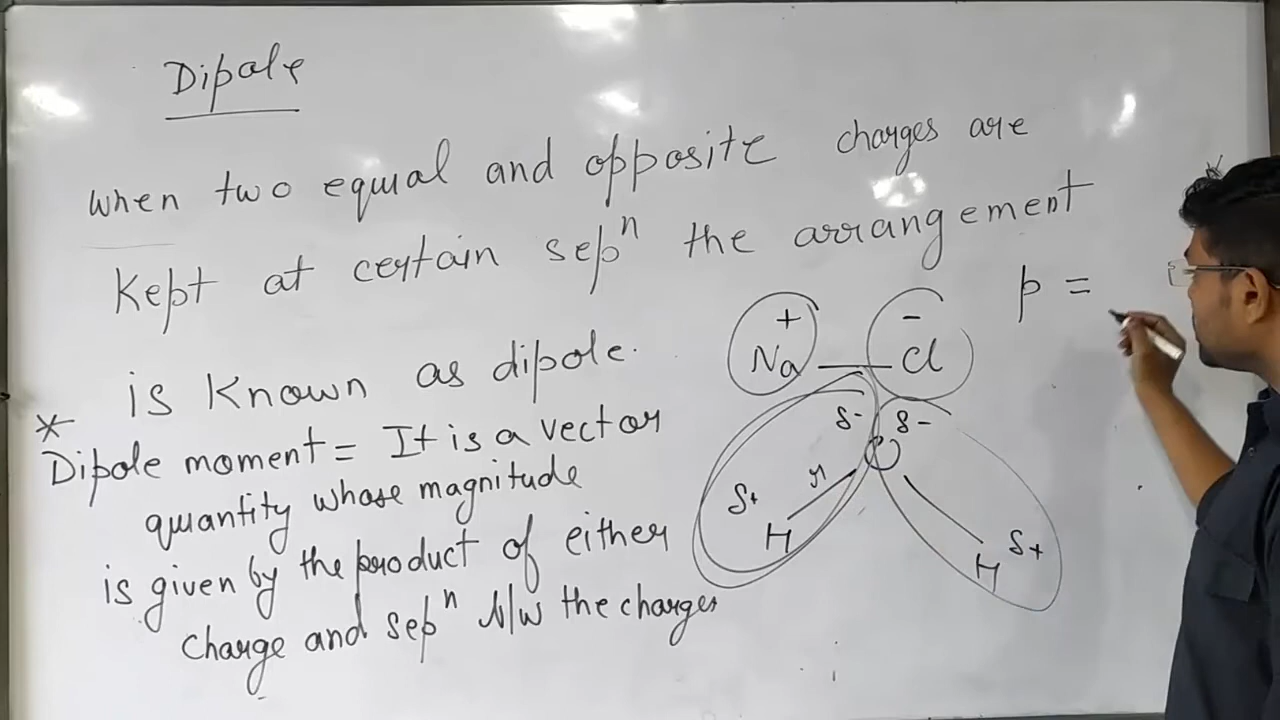 Dipole
when two equal and opposite charges are
Kept at certain sepⁿ the arrangement
is Known as dipole.
* Dipole moment = It is a vector
quantity whose magnitude
is given by the product of either
charge and sepⁿ b/w the charges
p =
+ -
Na Cl
δ- δ-
O
δ+
H
H δ+